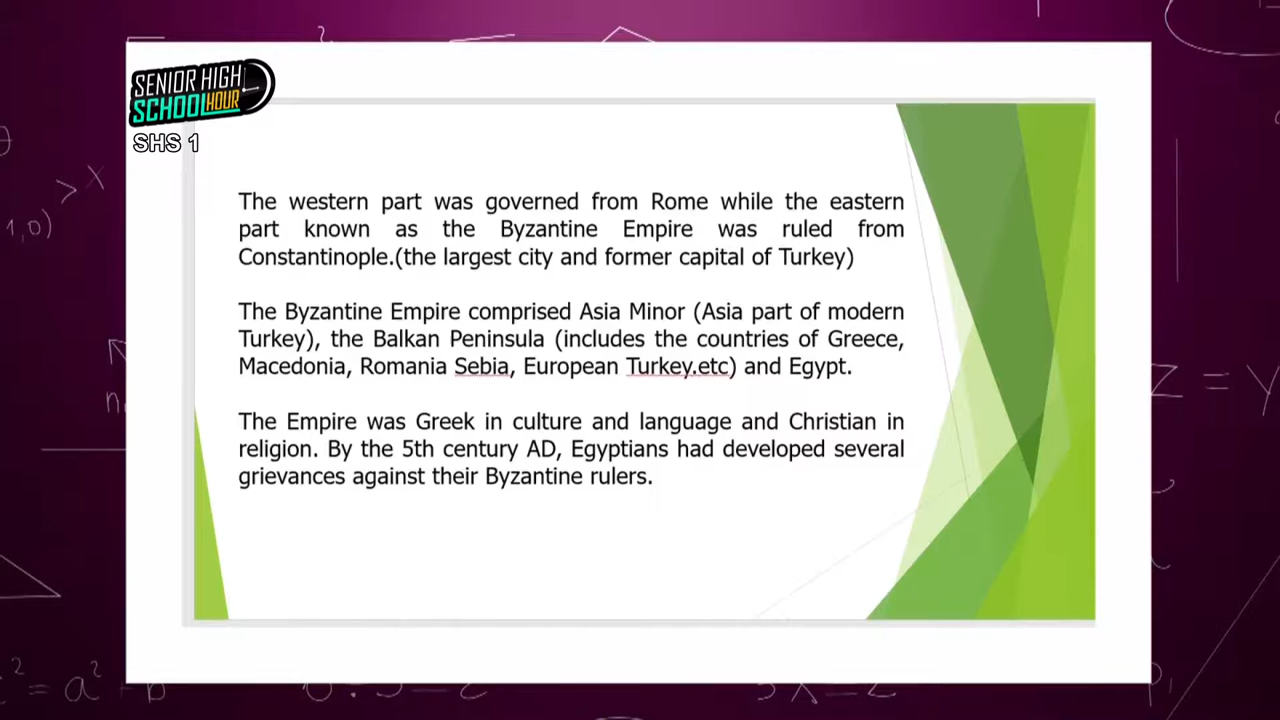 SENIOR HIGH
SCHOOL HOUR
SHS 1
The western part was governed from Rome while the eastern
part known as the Byzantine Empire was ruled from
Constantinople.(the largest city and former capital of Turkey)
The Byzantine Empire comprised Asia Minor (Asia part of modern
Turkey), the Balkan Peninsula (includes the countries of Greece,
Macedonia, Romania Sebia, European Turkey.etc) and Egypt.
The Empire was Greek in culture and language and Christian in
religion. By the 5th century AD, Egyptians had developed several
grievances against their Byzantine rulers.